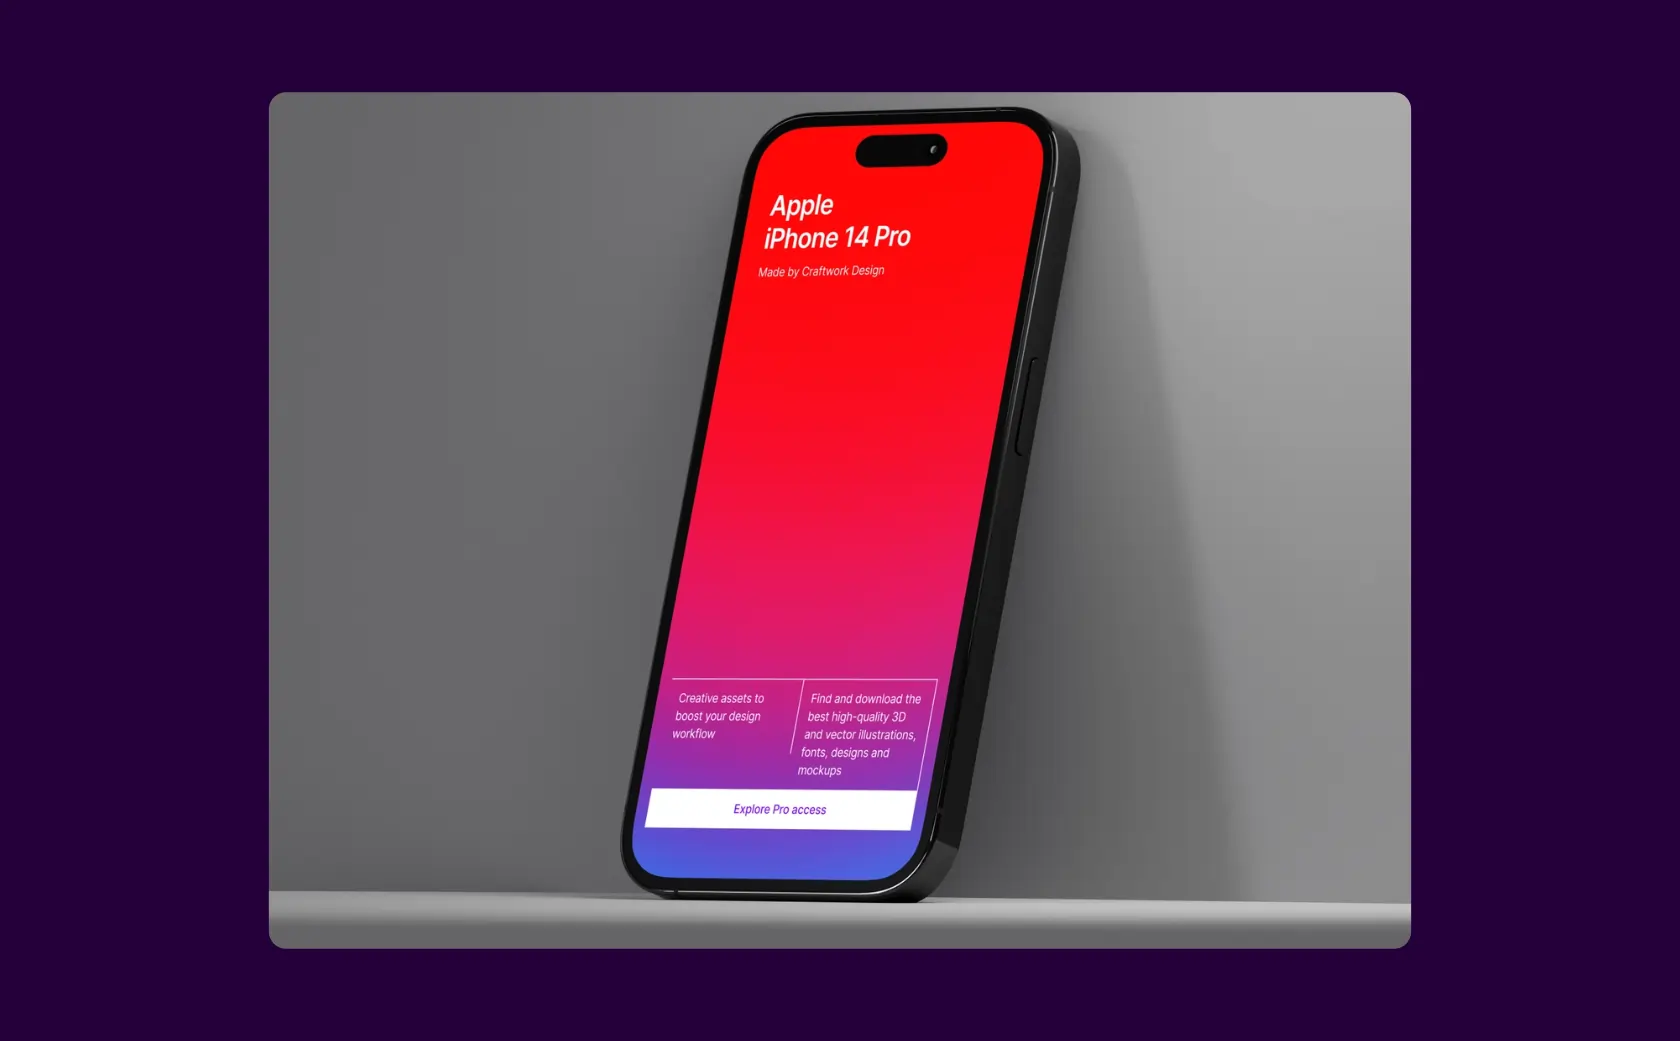 Apple
iPhone 14 Pro
Made by Craftwork Design
Creative assets to
boost your design
workflow
Find and download the
best high-quality 3D
and vector illustrations,
fonts, designs and
mockups
Explore Pro access